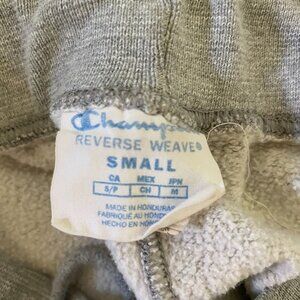 Champion
REVERSE WEAVE®
SMALL
CA MEX JPN
S/P CH M
MADE IN HONDURAS
FABRIQUÉ AU HONDURAS
HECHO EN HONDURAS